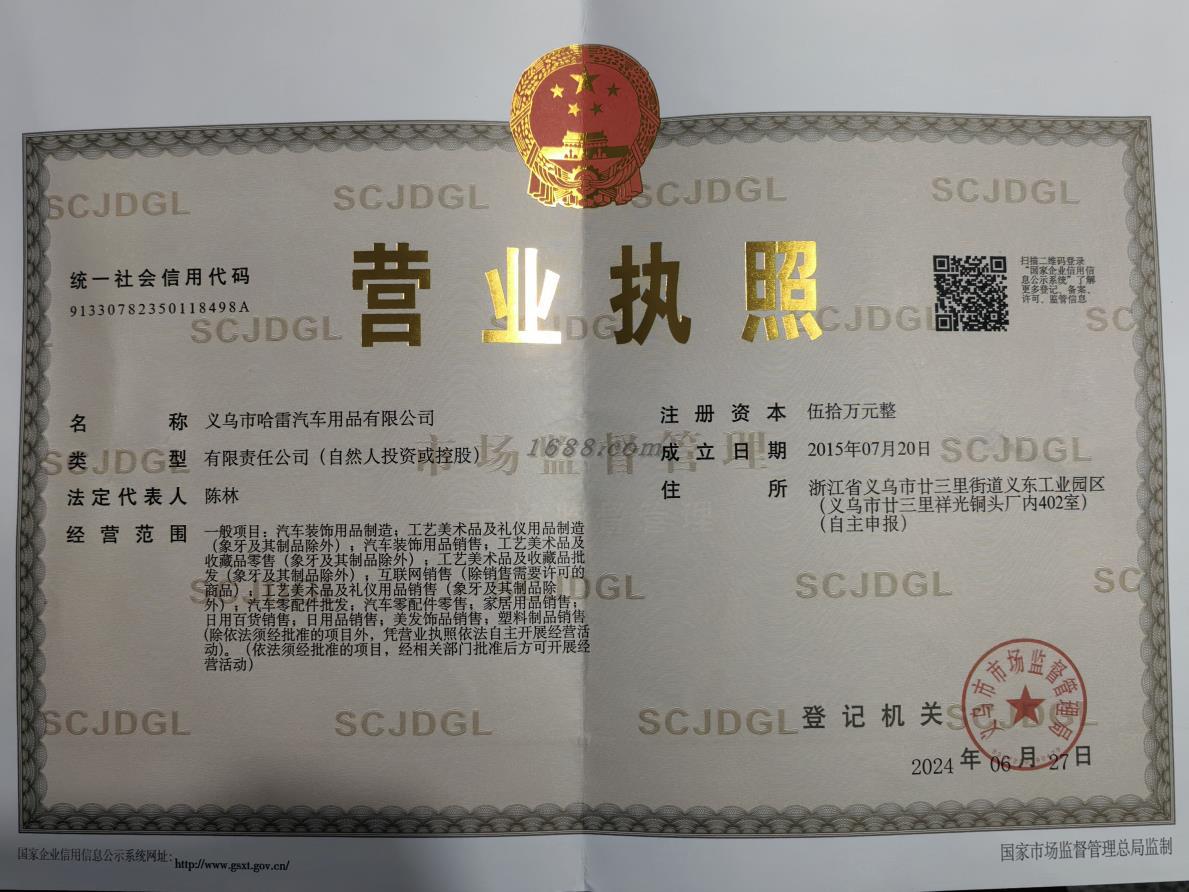 营业执照
统一社会信用代码
91330782350118498A
扫描二维码登录
“国家企业信用信
息公示系统”了解
更多登记、备案、
许可、监管信息
名称 义乌市哈雷汽车用品有限公司
类型 有限责任公司（自然人投资或控股）
法定代表人 陈林
经营范围 一般项目：汽车装饰用品制造；工艺美术品及礼仪用品制造
（象牙及其制品除外）；汽车装饰用品销售；工艺美术品及
收藏品零售（象牙及其制品除外）；工艺美术品及收藏品批
发（象牙及其制品除外）；互联网销售（除销售需要许可的
商品）；工艺美术品及礼仪用品销售（象牙及其制品除
外）；汽车零配件批发；汽车零配件零售；家居用品销售；
日用百货销售；日用品销售；美发饰品销售；塑料制品销售
(除依法须经批准的项目外，凭营业执照依法自主开展经营活
动)。（依法须经批准的项目，经相关部门批准后方可开展经
营活动）
注册资本 伍拾万元整
成立日期 2015年07月20日
住所 浙江省义乌市廿三里街道义东工业园区
（义乌市廿三里祥光铜头厂内402室）
（自主申报）
1688.com
市场监督管理
SCJDGL
登记机关
义乌市市场监督管理局
2024年06月27日
国家企业信用信息公示系统网址：http://www.gsxt.gov.cn/
国家市场监督管理总局监制